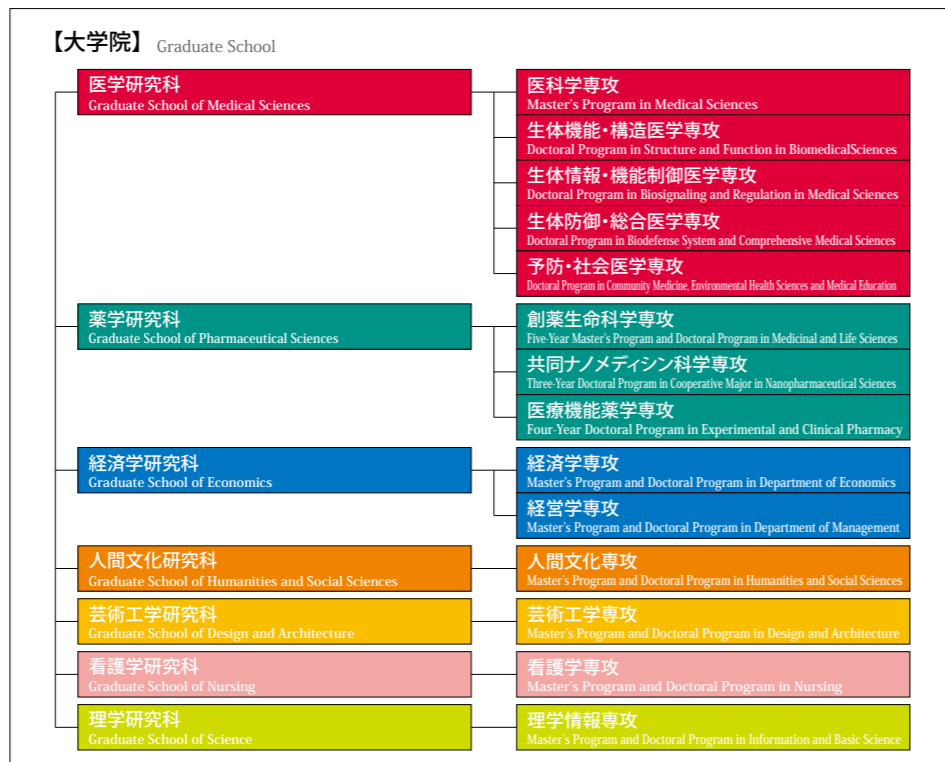 【大学院】 Graduate School
医学研究科
Graduate School of Medical Sciences
医科学専攻
Master's Program in Medical Sciences
生体機能・構造医学専攻
Doctoral Program in Structure and Function in BiomedicalSciences
生体情報・機能制御医学専攻
Doctoral Program in Biosignaling and Regulation in Medical Sciences
生体防御・総合医学専攻
Doctoral Program in Biodefense System and Comprehensive Medical Sciences
予防・社会医学専攻
Doctoral Program in Community Medicine, Environmental Health Sciences and Medical Education
薬学研究科
Graduate School of Pharmaceutical Sciences
創薬生命科学専攻
Five-Year Master's Program and Doctoral Program in Medicinal and Life Sciences
共同ナノメディシン科学専攻
Three-Year Doctoral Program in Cooperative Major in Nanopharmaceutical Sciences
医療機能薬学専攻
Four-Year Doctoral Program in Experimental and Clinical Pharmacy
経済学研究科
Graduate School of Economics
経済学専攻
Master's Program and Doctoral Program in Department of Economics
経営学専攻
Master's Program and Doctoral Program in Department of Management
人間文化研究科
Graduate School of Humanities and Social Sciences
人間文化専攻
Master's Program and Doctoral Program in Humanities and Social Sciences
芸術工学研究科
Graduate School of Design and Architecture
芸術工学専攻
Master's Program and Doctoral Program in Design and Architecture
看護学研究科
Graduate School of Nursing
看護学専攻
Master's Program and Doctoral Program in Nursing
理学研究科
Graduate School of Science
理学情報専攻
Master's Program and Doctoral Program in Information and Basic Science